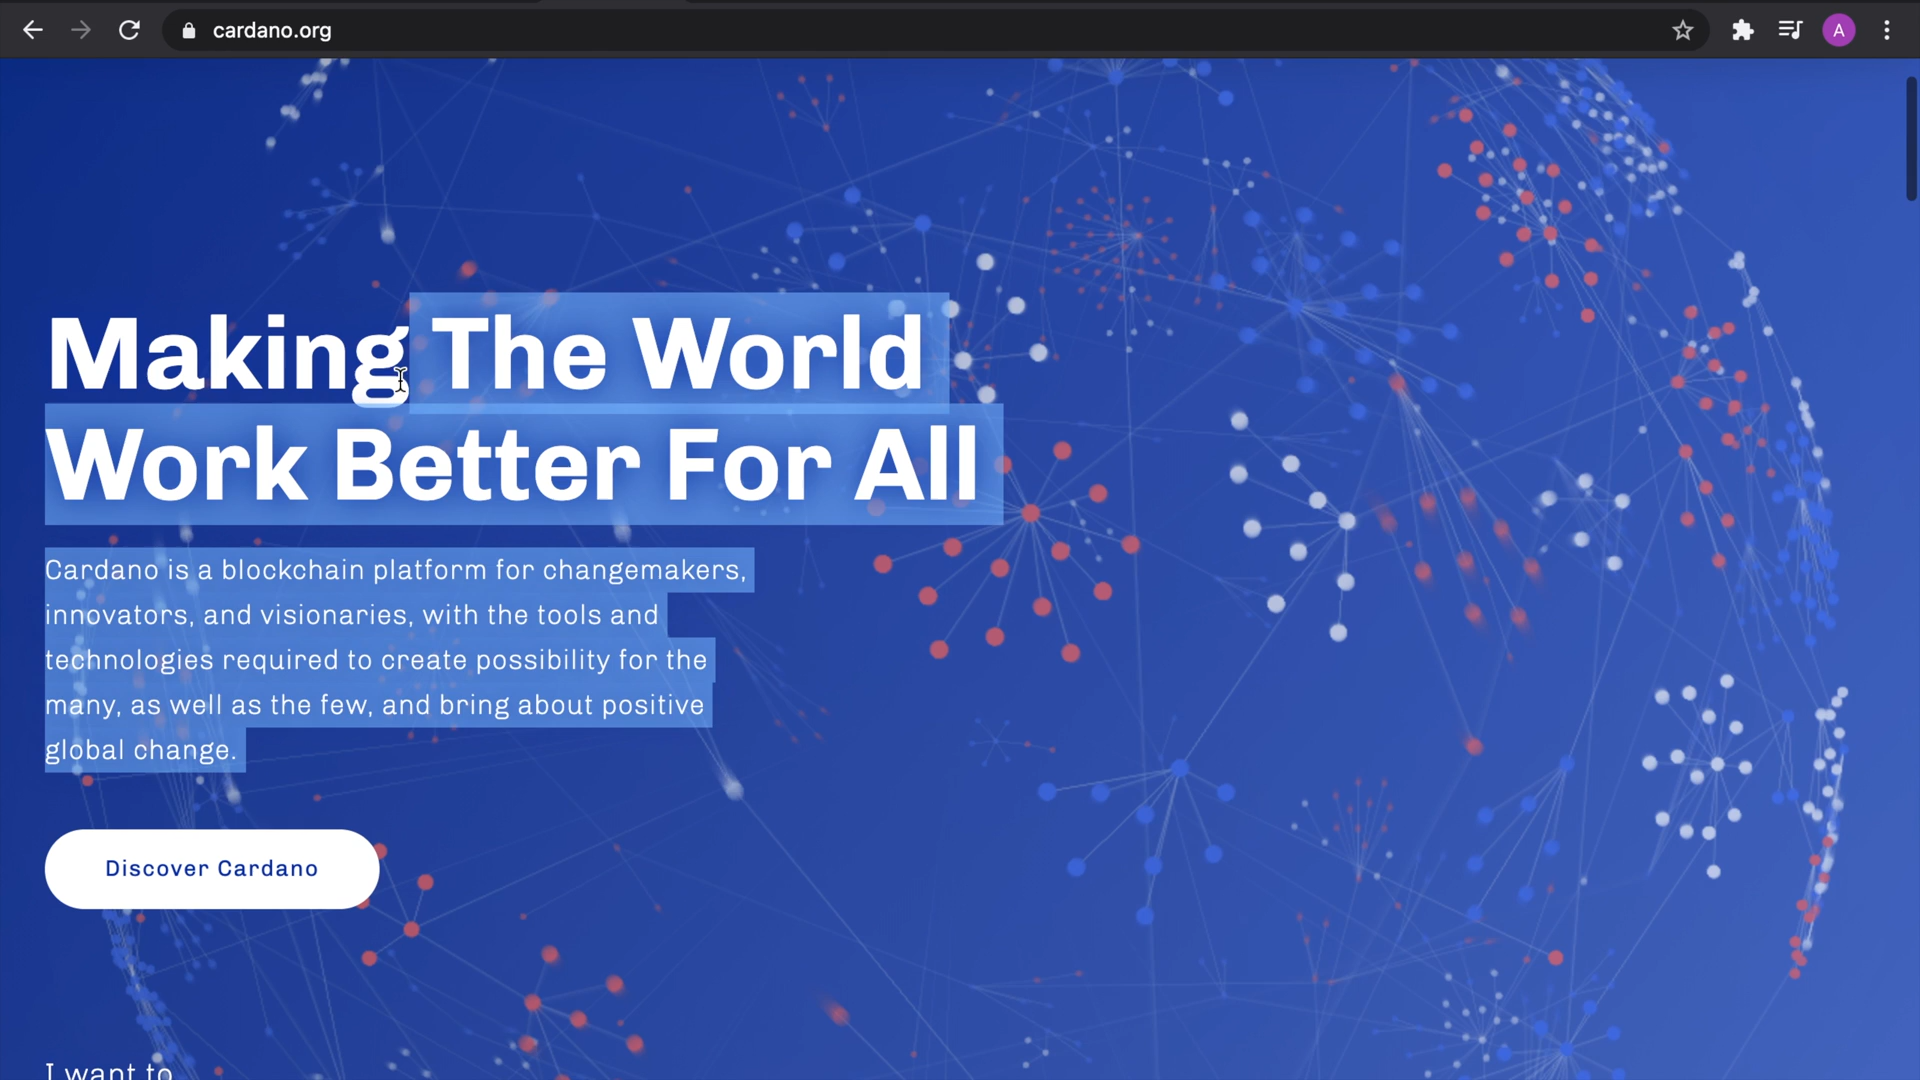 cardano.org
A
Making The World
Work Better For All
Cardano is a blockchain platform for changemakers,
innovators, and visionaries, with the tools and
technologies required to create possibility for the
many, as well as the few, and bring about positive
global change.
Discover Cardano
I want to